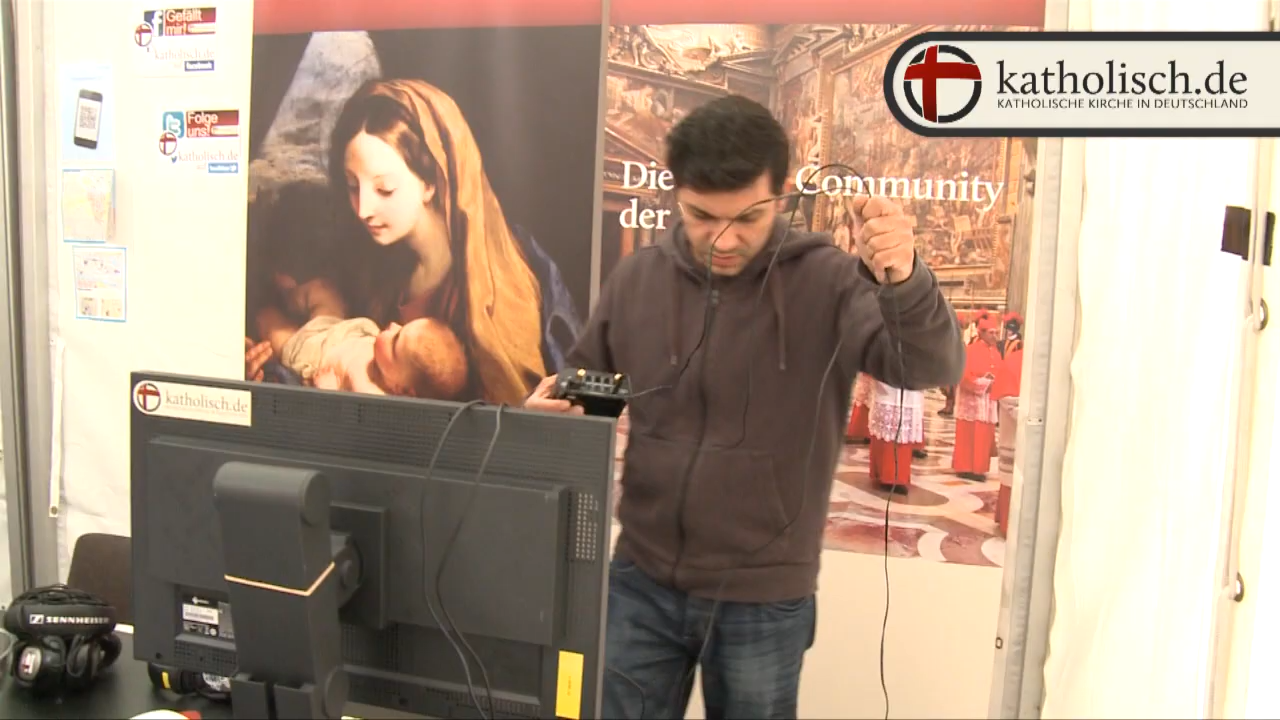 Gefällt
mir!
katholisch.de
facebook
Folge
uns!
katholisch.de
katholisch.de
KATHOLISCHE KIRCHE IN DEUTSCHLAND
Die
Community
der
katholisch.de
SENNHEISER